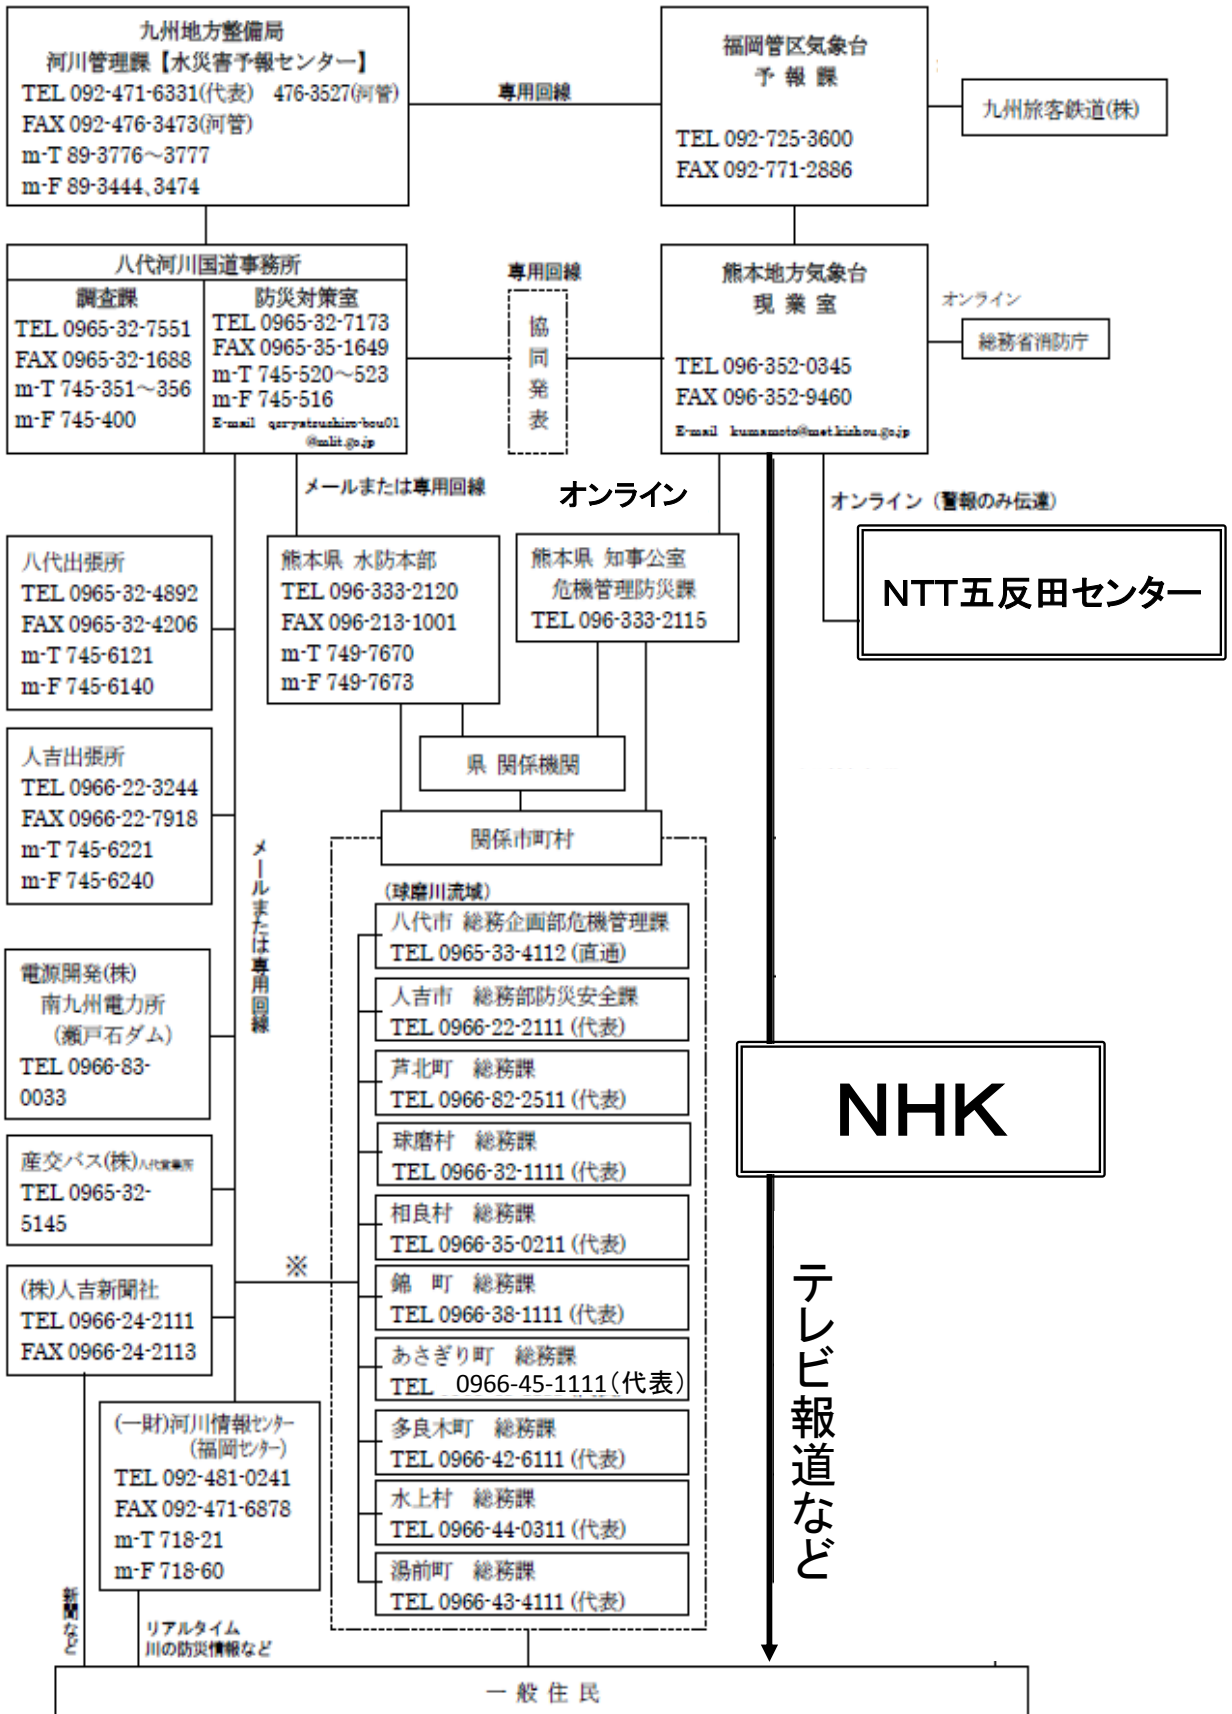 九州地方整備局
河川管理課【水災害予報センター】
TEL 092-471-6331(代表) 476-3527(河管)
FAX 092-476-3473(河管)
m-T 89-3776～3777
m-F 89-3444、3474
専用回線
福岡管区気象台
予 報 課
TEL 092-725-3600
FAX 092-771-2886
九州旅客鉄道(株)
八代河川国道事務所
調査課
TEL 0965-32-7551
FAX 0965-32-1688
m-T 745-351～356
m-F 745-400
防災対策室
TEL 0965-32-7173
FAX 0965-35-1649
m-T 745-520～523
m-F 745-516
E-mail qsr-yatsushiro-bou01
@mlit.go.jp
専用回線
協同発表
熊本地方気象台
現 業 室
TEL 096-352-0345
FAX 096-352-9460
E-mail kumamoto@met.kishou.go.jp
オンライン
総務省消防庁
メールまたは専用回線
オンライン
オンライン（警報のみ伝達）
八代出張所
TEL 0965-32-4892
FAX 0965-32-4206
m-T 745-6121
m-F 745-6140
熊本県 水防本部
TEL 096-333-2120
FAX 096-213-1001
m-T 749-7670
m-F 749-7673
熊本県 知事公室
危機管理防災課
TEL 096-333-2115
NTT五反田センター
人吉出張所
TEL 0966-22-3244
FAX 0966-22-7918
m-T 745-6221
m-F 745-6240
県 関係機関
関係市町村
メールまたは専用回線
(球磨川流域)
八代市 総務企画部危機管理課
TEL 0965-33-4112 (直通)
人吉市 総務部防災安全課
TEL 0966-22-2111 (代表)
芦北町 総務課
TEL 0966-82-2511 (代表)
球磨村 総務課
TEL 0966-32-1111 (代表)
相良村 総務課
TEL 0966-35-0211 (代表)
錦 町 総務課
TEL 0966-38-1111 (代表)
あさぎり町 総務課
TEL 0966-45-1111(代表)
多良木町 総務課
TEL 0966-42-6111 (代表)
水上村 総務課
TEL 0966-44-0311 (代表)
湯前町 総務課
TEL 0966-43-4111 (代表)
電源開発(株)
南九州電力所
(瀬戸石ダム)
TEL 0966-83-
0033
産交バス(株)八代営業所
TEL 0965-32-
5145
※
(株)人吉新聞社
TEL 0966-24-2111
FAX 0966-24-2113
(一財)河川情報センター
(福岡センター)
TEL 092-481-0241
FAX 092-471-6878
m-T 718-21
m-F 718-60
NHK
テレビ報道など
新聞など
リアルタイム
川の防災情報など
一 般 住 民